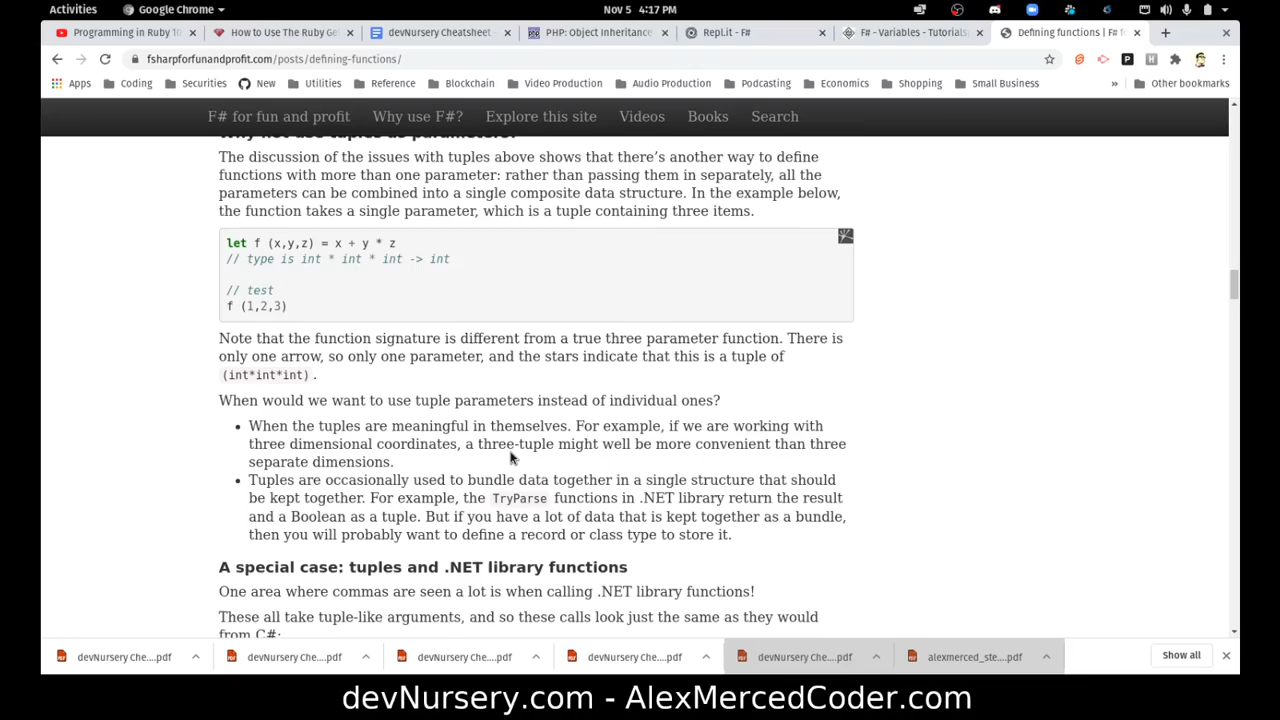 Activities
Google Chrome
Nov 5 4:17 PM
Programming in Ruby 10
How to Use The Ruby Ge
devNursery Cheatsheet -
PHP: Object Inheritance
RepLit - F#
F# - Variables - Tutorials
Defining functions | F# f
fsharpforfunandprofit.com/posts/defining-functions/
Apps
Coding
Securities
New
Utilities
Reference
Blockchain
Video Production
Audio Production
Podcasting
Economics
Shopping
Small Business
»
Other bookmarks
F# for fun and profit
Why use F#?
Explore this site
Videos
Books
Search
Why not use tuples as parameters?
The discussion of the issues with tuples above shows that there's another way to define
functions with more than one parameter: rather than passing them in separately, all the
parameters can be combined into a single composite data structure. In the example below,
the function takes a single parameter, which is a tuple containing three items.
let f (x,y,z) = x + y * z
// type is int * int * int -> int
// test
f (1,2,3)
Note that the function signature is different from a true three parameter function. There is
only one arrow, so only one parameter, and the stars indicate that this is a tuple of
(int*int*int).
When would we want to use tuple parameters instead of individual ones?
• When the tuples are meaningful in themselves. For example, if we are working with
three dimensional coordinates, a three-tuple might well be more convenient than three
separate dimensions.
• Tuples are occasionally used to bundle data together in a single structure that should
be kept together. For example, the TryParse functions in .NET library return the result
and a Boolean as a tuple. But if you have a lot of data that is kept together as a bundle,
then you will probably want to define a record or class type to store it.
A special case: tuples and .NET library functions
One area where commas are seen a lot is when calling .NET library functions!
These all take tuple-like arguments, and so these calls look just the same as they would
from C#:
devNursery Che....pdf
devNursery Che....pdf
devNursery Che....pdf
devNursery Che....pdf
devNursery Che....pdf
alexmerced_ste....pdf
Show all
devNursery.com - AlexMercedCoder.com